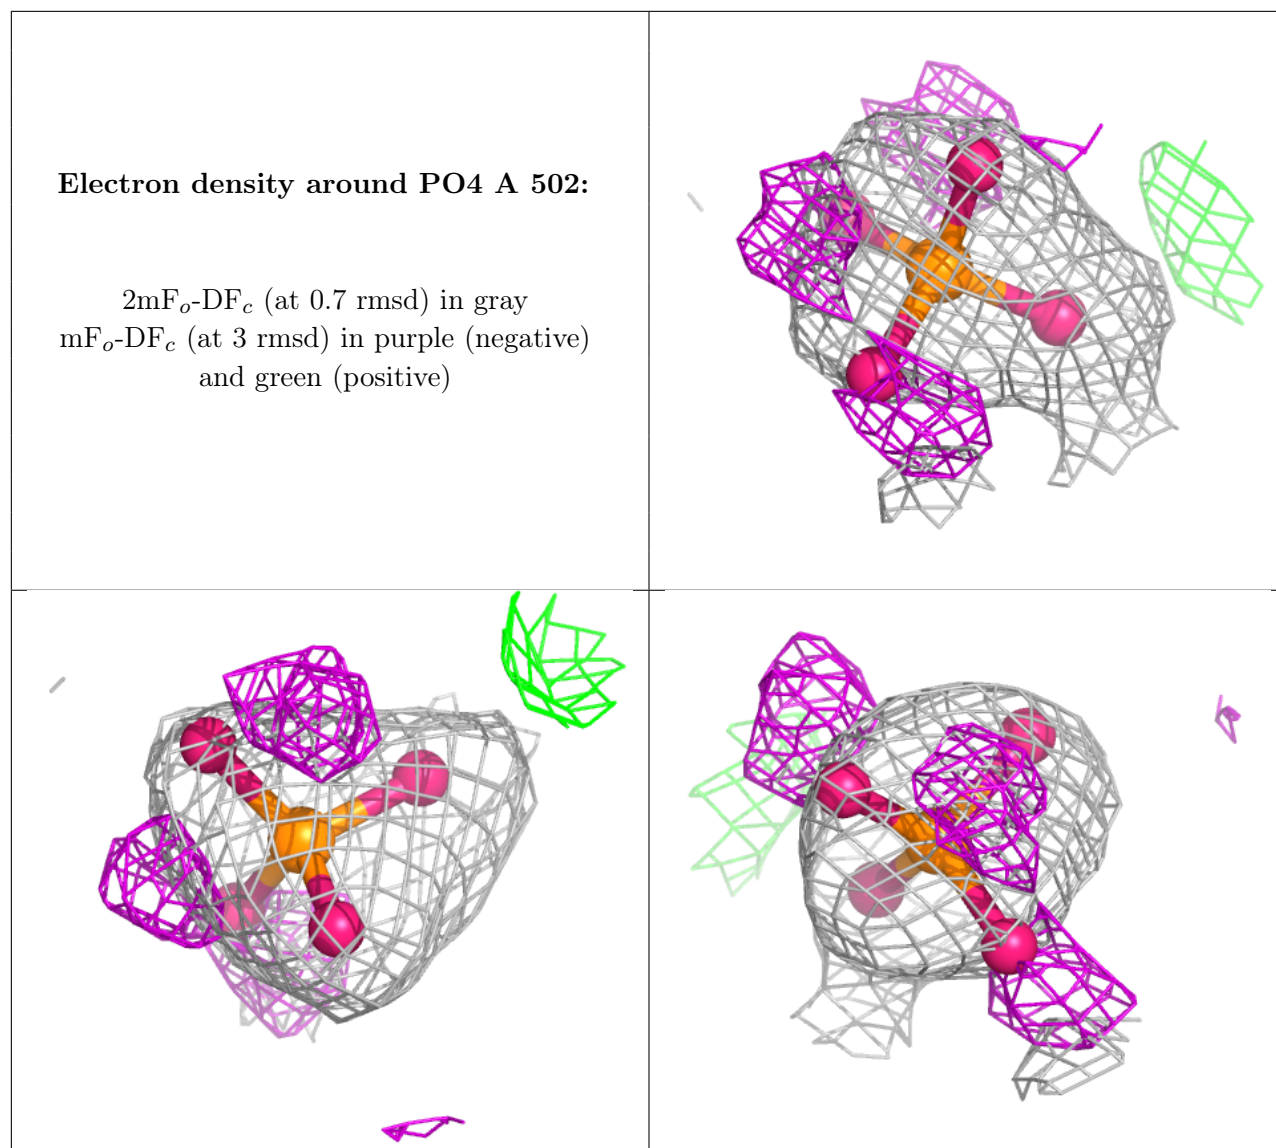 Electron density around PO4 A 502:
2mFo-DFc (at 0.7 rmsd) in gray
mFo-DFc (at 3 rmsd) in purple (negative)
and green (positive)